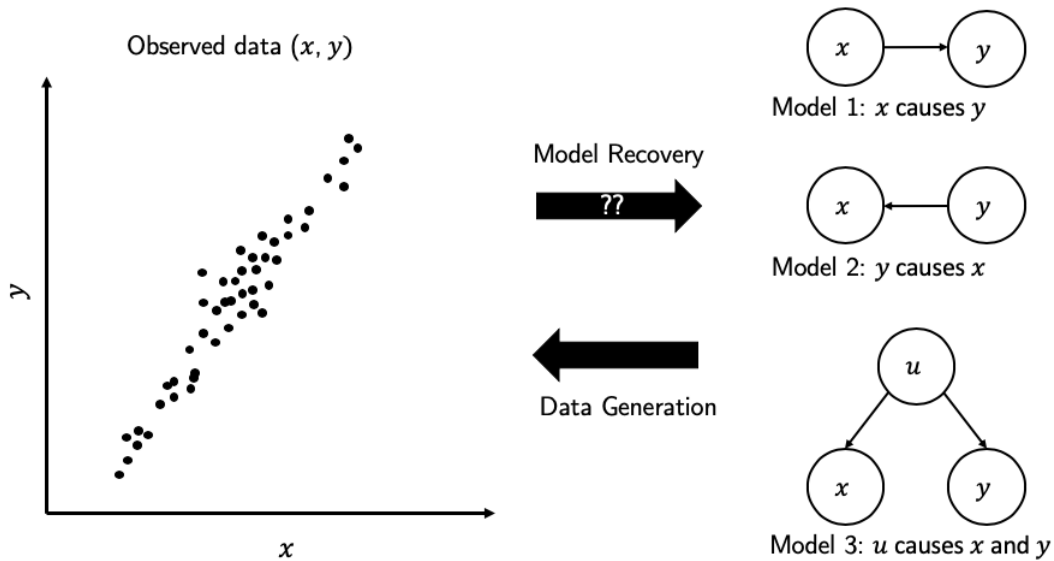 Observed data (x, y)
y
x
Model Recovery
??
Data Generation
x
y
Model 1: x causes y
x
y
Model 2: y causes x
u
x
y
Model 3: u causes x and y